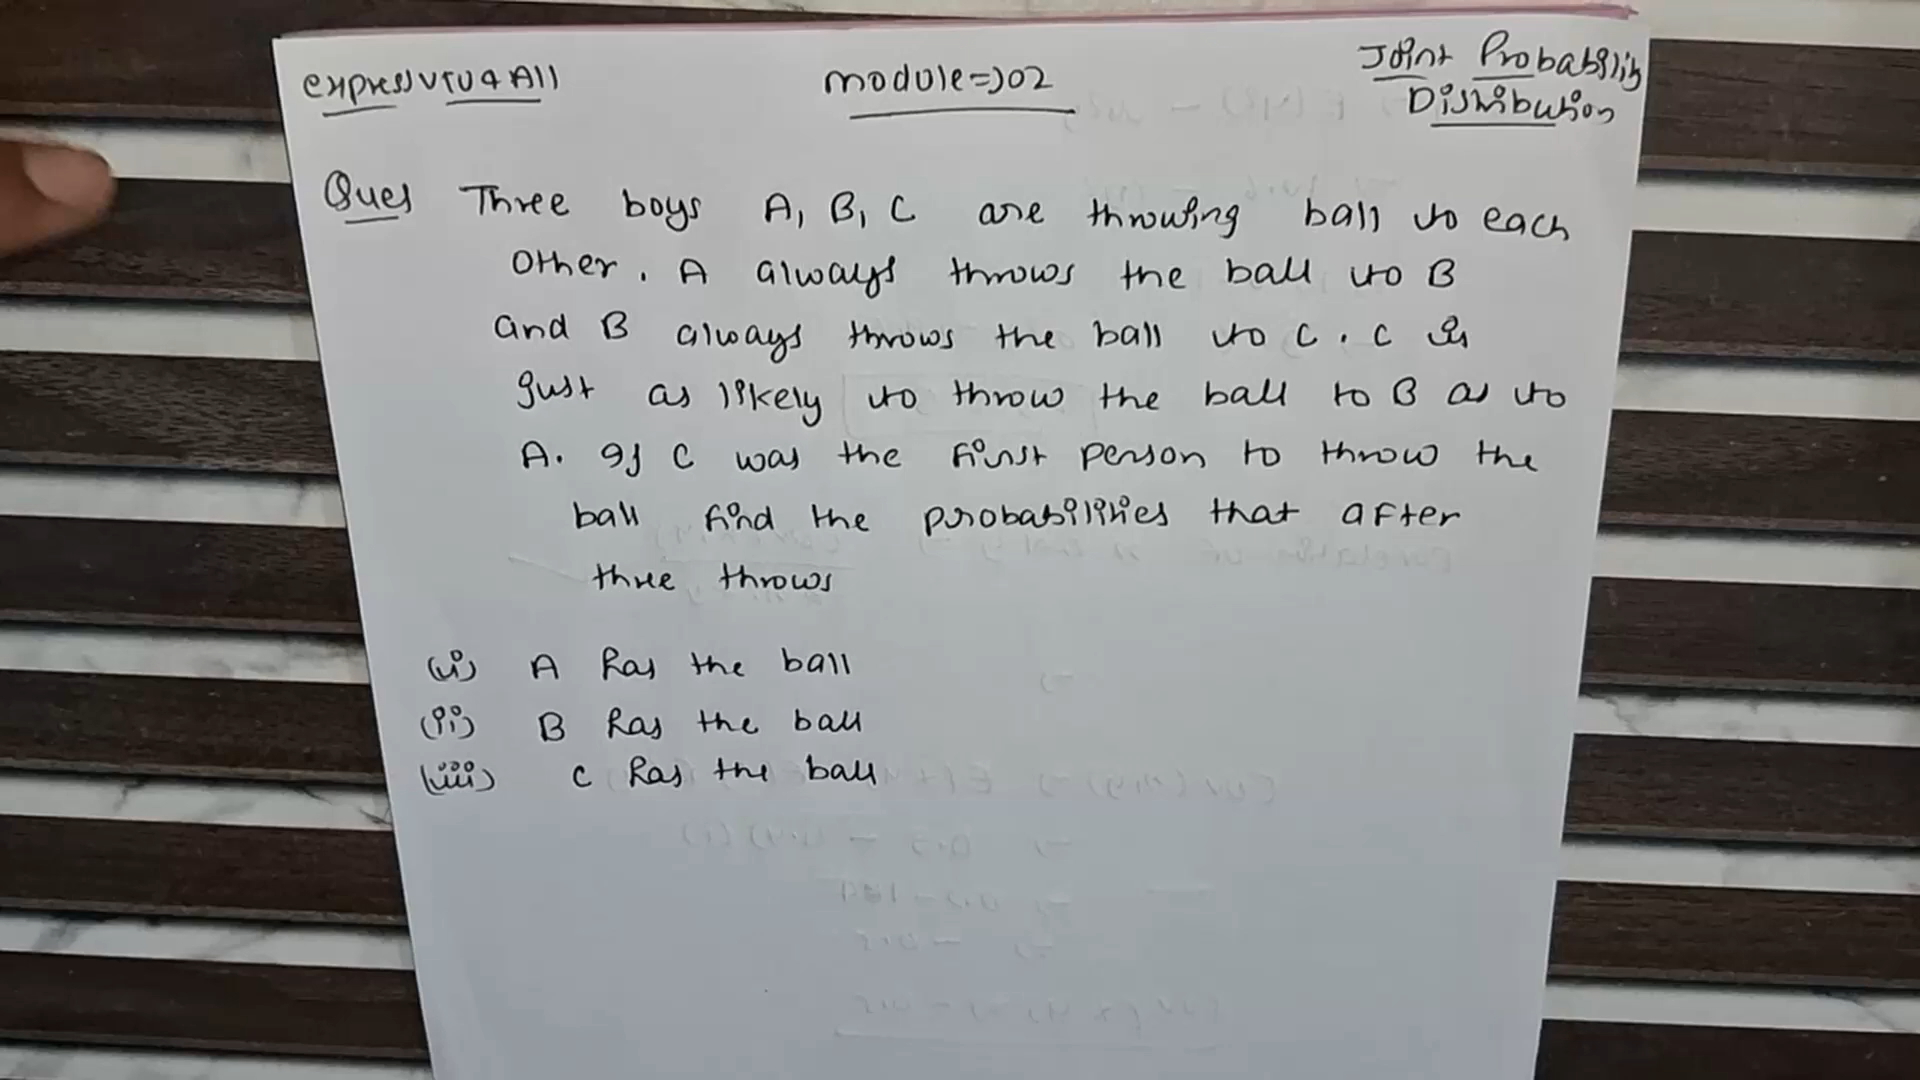 expressvtu4All
module=>02
Joint Probability
Distribution
Ques Three boys A, B, C are throwing ball to each
other. A always throws the ball to B
and B always throws the ball to C. C is
just as likely to throw the ball to B as to
A. If C was the first person to throw the
ball find the probabilities that after
three throws
(i) A has the ball
(ii) B has the ball
(iii) C has the ball